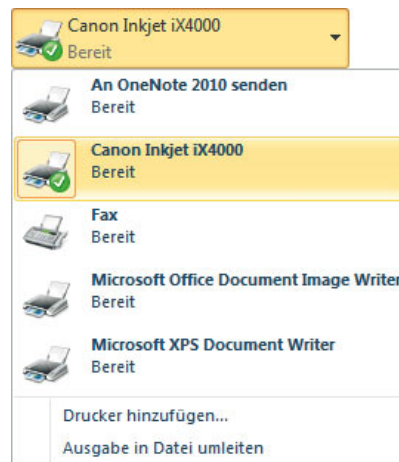 Canon Inkjet iX4000
Bereit
An OneNote 2010 senden
Bereit
Canon Inkjet iX4000
Bereit
Fax
Bereit
Microsoft Office Document Image Writer
Bereit
Microsoft XPS Document Writer
Bereit
Drucker hinzufügen...
Ausgabe in Datei umleiten